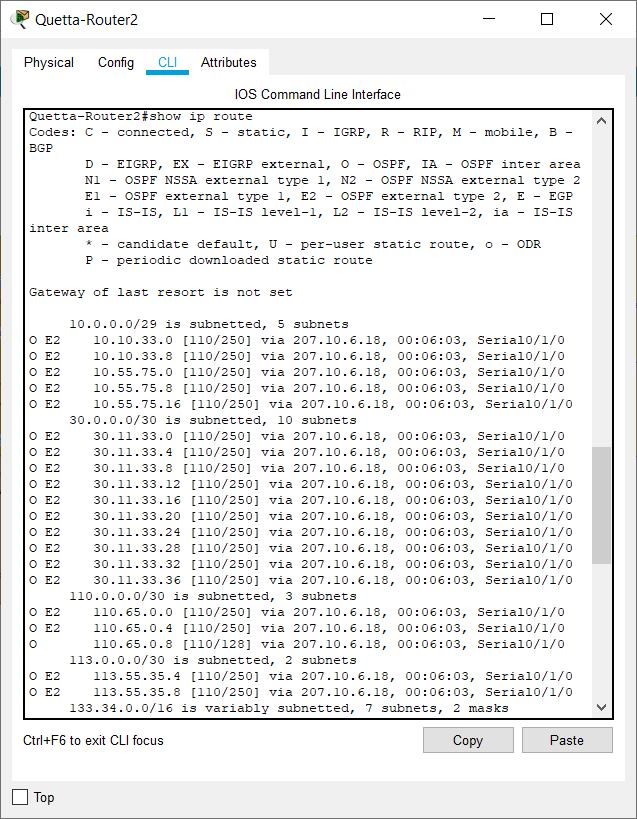 Quetta-Router2
Physical Config CLI Attributes
IOS Command Line Interface
Quetta-Router2#show ip route
Codes: C - connected, S - static, I - IGRP, R - RIP, M - mobile, B -
BGP
D - EIGRP, EX - EIGRP external, O - OSPF, IA - OSPF inter area
N1 - OSPF NSSA external type 1, N2 - OSPF NSSA external type 2
E1 - OSPF external type 1, E2 - OSPF external type 2, E - EGP
i - IS-IS, L1 - IS-IS level-1, L2 - IS-IS level-2, ia - IS-IS
inter area
* - candidate default, U - per-user static route, o - ODR
P - periodic downloaded static route
Gateway of last resort is not set
10.0.0.0/29 is subnetted, 5 subnets
O E2 10.10.33.0 [110/250] via 207.10.6.18, 00:06:03, Serial0/1/0
O E2 10.10.33.8 [110/250] via 207.10.6.18, 00:06:03, Serial0/1/0
O E2 10.55.75.0 [110/250] via 207.10.6.18, 00:06:03, Serial0/1/0
O E2 10.55.75.8 [110/250] via 207.10.6.18, 00:06:03, Serial0/1/0
O E2 10.55.75.16 [110/250] via 207.10.6.18, 00:06:03, Serial0/1/0
30.0.0.0/30 is subnetted, 10 subnets
O E2 30.11.33.0 [110/250] via 207.10.6.18, 00:06:03, Serial0/1/0
O E2 30.11.33.4 [110/250] via 207.10.6.18, 00:06:03, Serial0/1/0
O E2 30.11.33.8 [110/250] via 207.10.6.18, 00:06:03, Serial0/1/0
O E2 30.11.33.12 [110/250] via 207.10.6.18, 00:06:03, Serial0/1/0
O E2 30.11.33.16 [110/250] via 207.10.6.18, 00:06:03, Serial0/1/0
O E2 30.11.33.20 [110/250] via 207.10.6.18, 00:06:03, Serial0/1/0
O E2 30.11.33.24 [110/250] via 207.10.6.18, 00:06:03, Serial0/1/0
O E2 30.11.33.28 [110/250] via 207.10.6.18, 00:06:03, Serial0/1/0
O E2 30.11.33.32 [110/250] via 207.10.6.18, 00:06:03, Serial0/1/0
O E2 30.11.33.36 [110/250] via 207.10.6.18, 00:06:03, Serial0/1/0
110.0.0.0/30 is subnetted, 3 subnets
O E2 110.65.0.0 [110/250] via 207.10.6.18, 00:06:03, Serial0/1/0
O E2 110.65.0.4 [110/250] via 207.10.6.18, 00:06:03, Serial0/1/0
O 110.65.0.8 [110/128] via 207.10.6.18, 00:06:03, Serial0/1/0
113.0.0.0/30 is subnetted, 2 subnets
O E2 113.55.35.4 [110/250] via 207.10.6.18, 00:06:03, Serial0/1/0
O E2 113.55.35.8 [110/250] via 207.10.6.18, 00:06:03, Serial0/1/0
133.34.0.0/16 is variably subnetted, 7 subnets, 2 masks
Ctrl+F6 to exit CLI focus
Copy Paste
Top